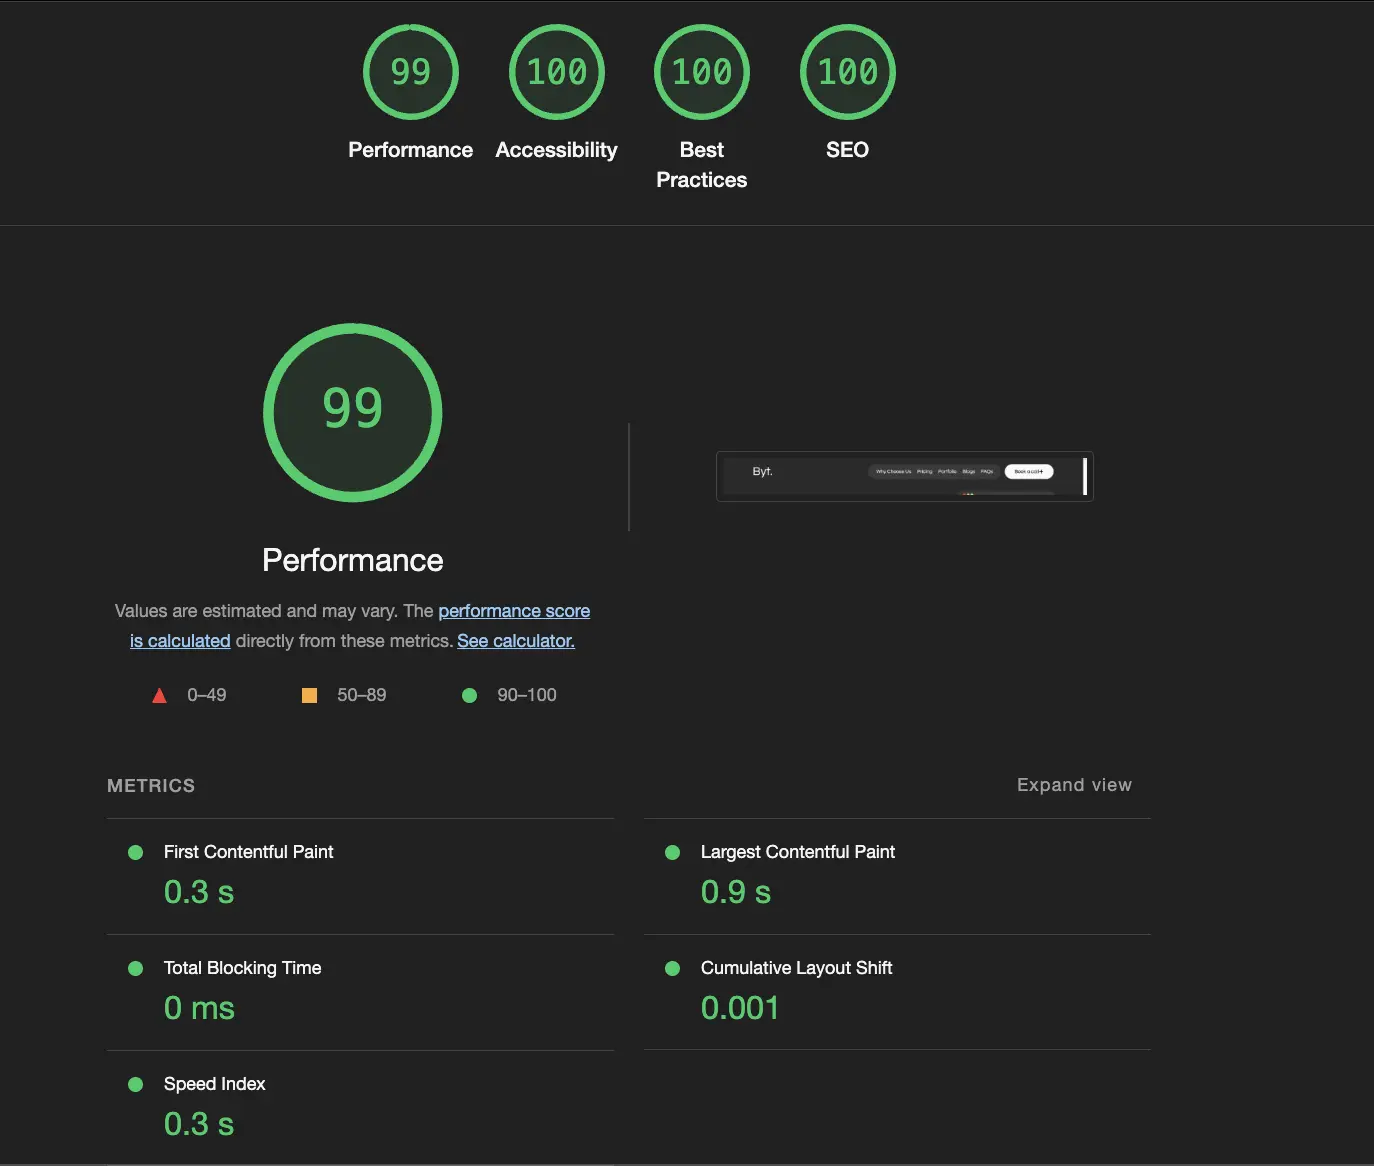 99
100
100
100
Performance
Accessibility
Best
Practices
SEO
99
Performance
Values are estimated and may vary. The performance score
is calculated directly from these metrics. See calculator.
0–49
50–89
90–100
Byt.
Why Choose Us Pricing Portfolio Blogs FAQs
Book a call
METRICS
Expand view
First Contentful Paint
0.3 s
Largest Contentful Paint
0.9 s
Total Blocking Time
0 ms
Cumulative Layout Shift
0.001
Speed Index
0.3 s